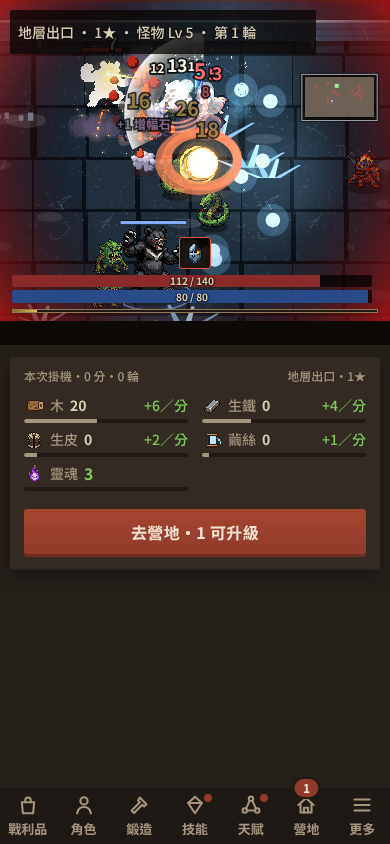 地層出口 • 1★ • 怪物 Lv 5 • 第 1 輪
12 131 5 3
16 26 8
+1 增幅石 18
112 / 140
80 / 80
本次掛機 • 0 分 • 0 輪 地層出口 • 1★
木 20 +6／分 生鐵 0 +4／分
生皮 0 +2／分 繭絲 0 +1／分
靈魂 3
去營地 • 1 可升級
1
戰利品 角色 鍛造 技能 天賦 營地 更多